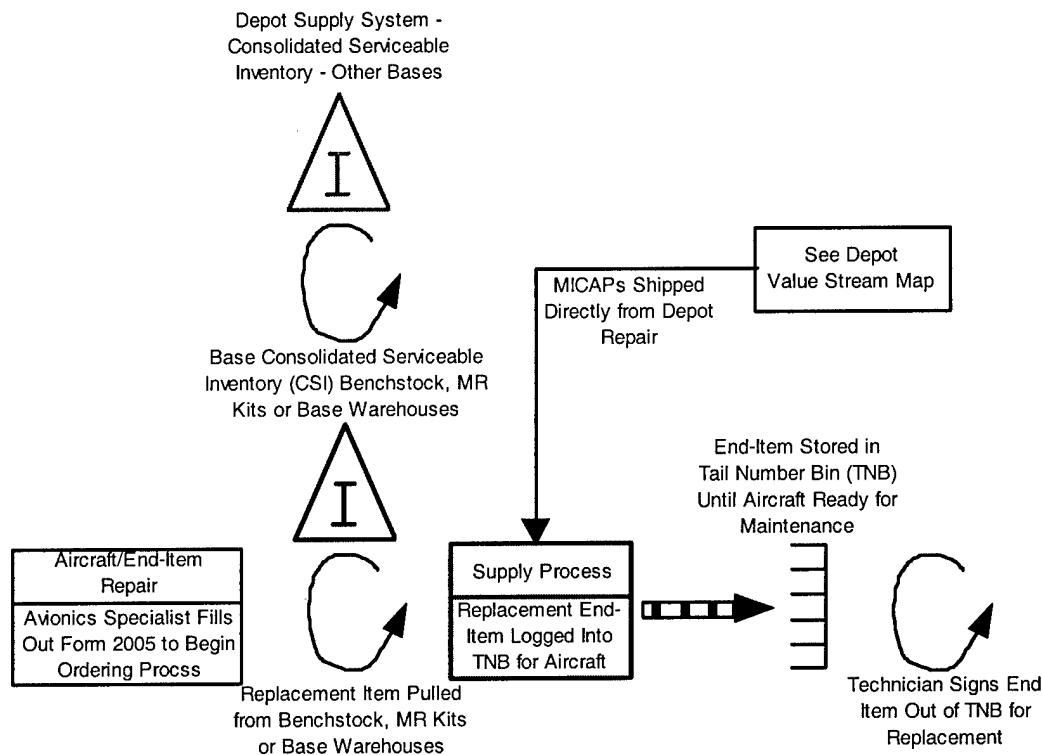 Depot Supply System -
Consolidated Serviceable
Inventory - Other Bases
I
See Depot
Value Stream Map
MICAPs Shipped
Directly from Depot
Repair
Base Consolidated Serviceable
Inventory (CSI) Benchstock, MR
Kits or Base Warehouses
I
End-Item Stored in
Tail Number Bin (TNB)
Until Aircraft Ready for
Maintenance
Aircraft/End-Item
Repair
Avionics Specialist Fills
Out Form 2005 to Begin
Ordering Procss
Supply Process
Replacement End-
Item Logged Into
TNB for Aircraft
Replacement Item Pulled
from Benchstock, MR Kits
or Base Warehouses
Technician Signs End
Item Out of TNB for
Replacement